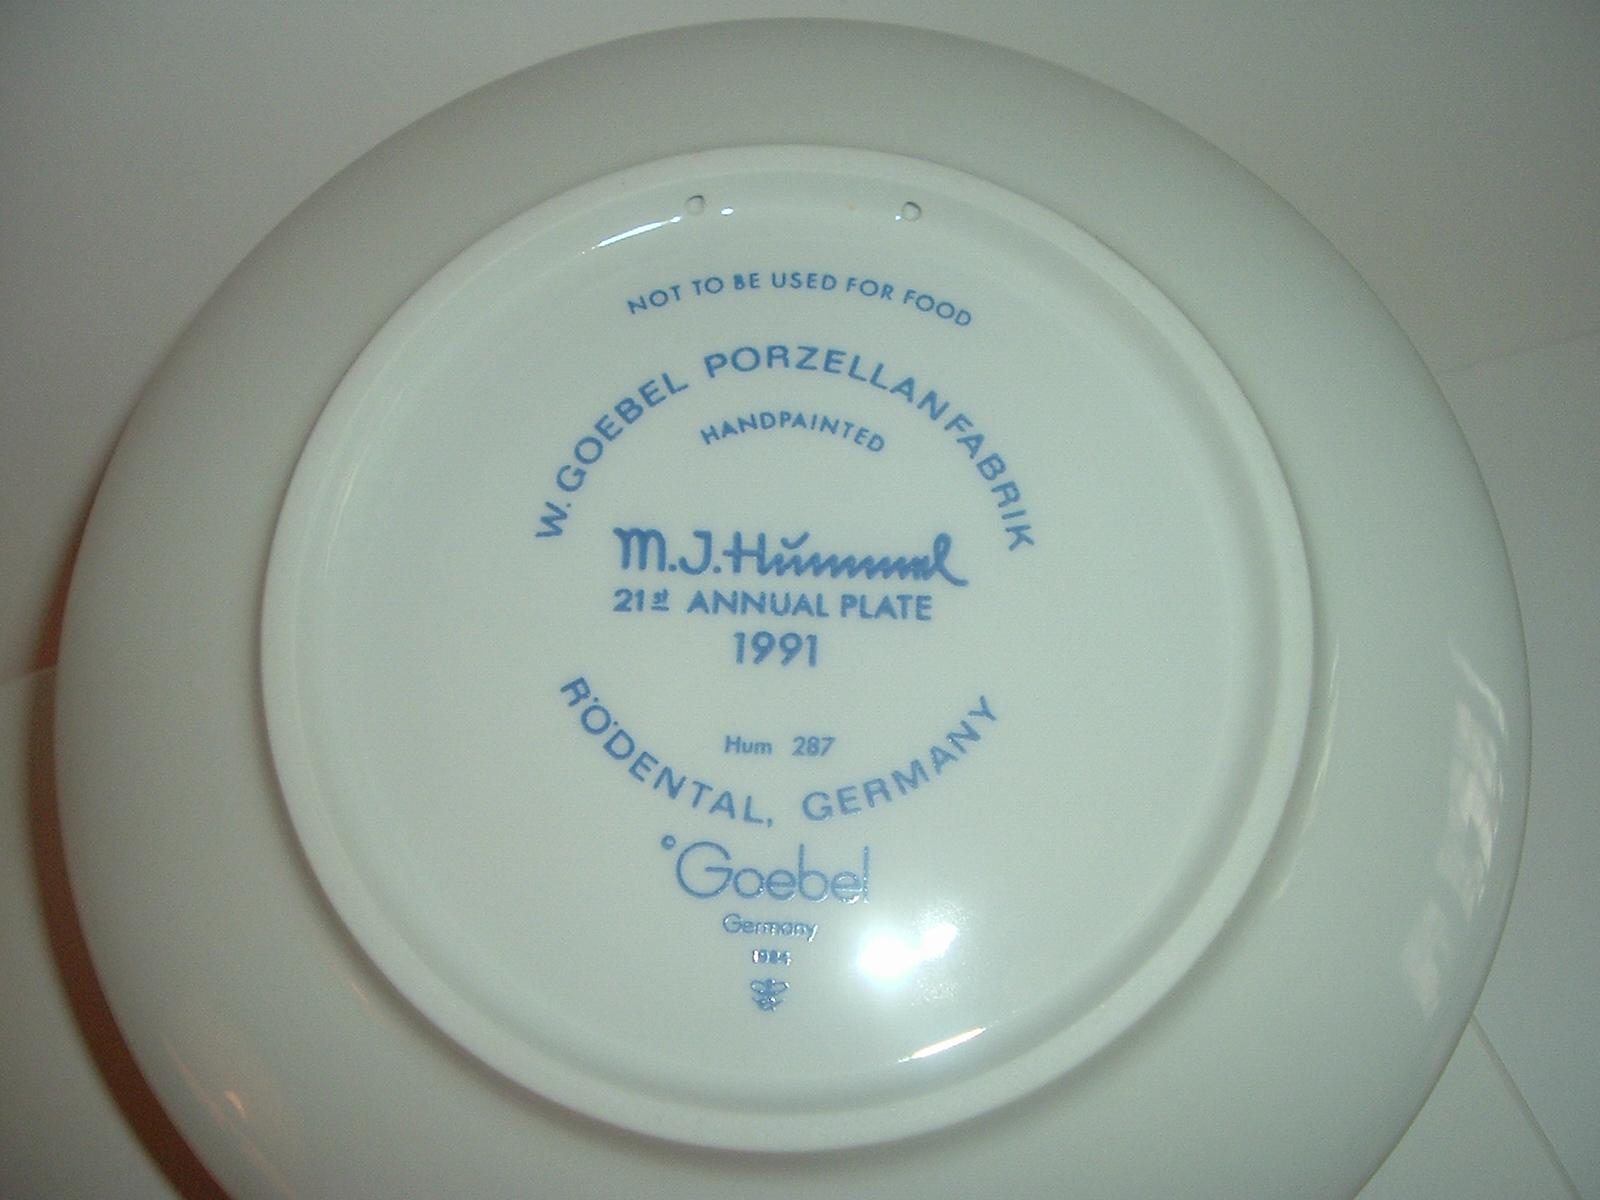 NOT TO BE USED FOR FOOD
W. GOEBEL PORZELLANFABRIK
HANDPAINTED
M.J.Hummel
21st ANNUAL PLATE
1991
Hum 287
RÖDENTAL, GERMANY
Goebel
Germany